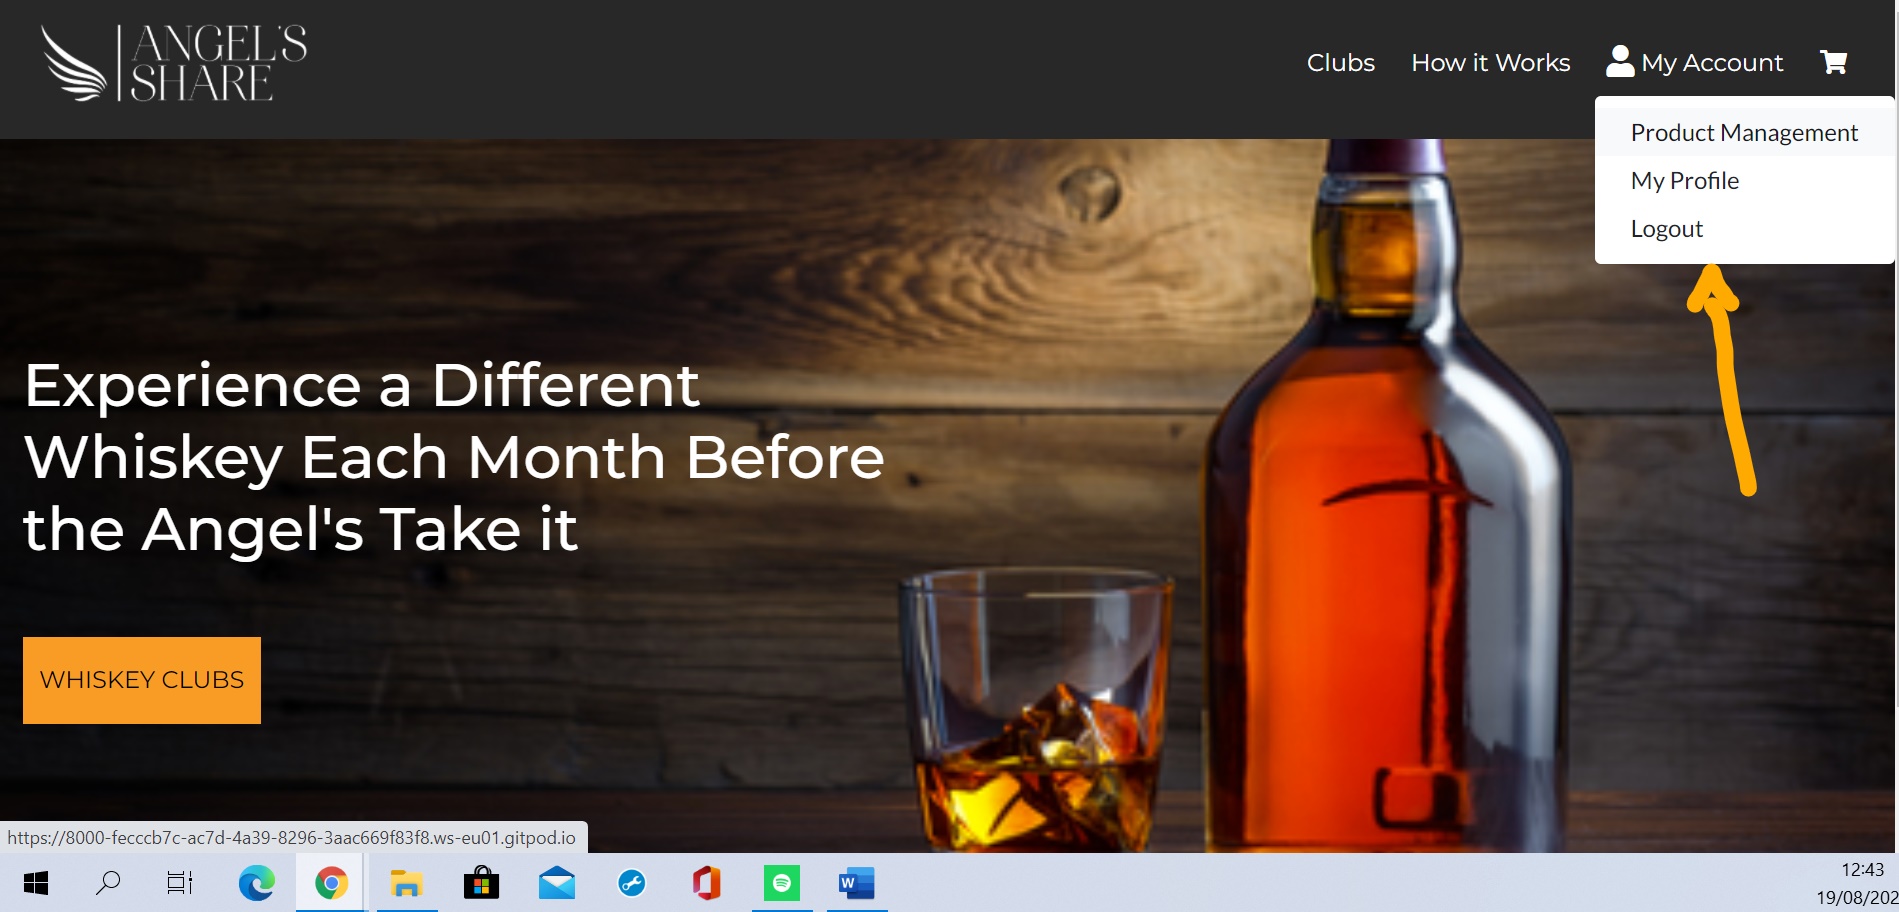 ANGEL'S
SHARE
Clubs How it Works My Account
Product Management
My Profile
Logout
Experience a Different
Whiskey Each Month Before
the Angel's Take it
WHISKEY CLUBS
https://8000-fecccb7c-ac7d-4a39-8296-3aac669f83f8.ws-eu01.gitpod.io
W
12:43
19/08/202